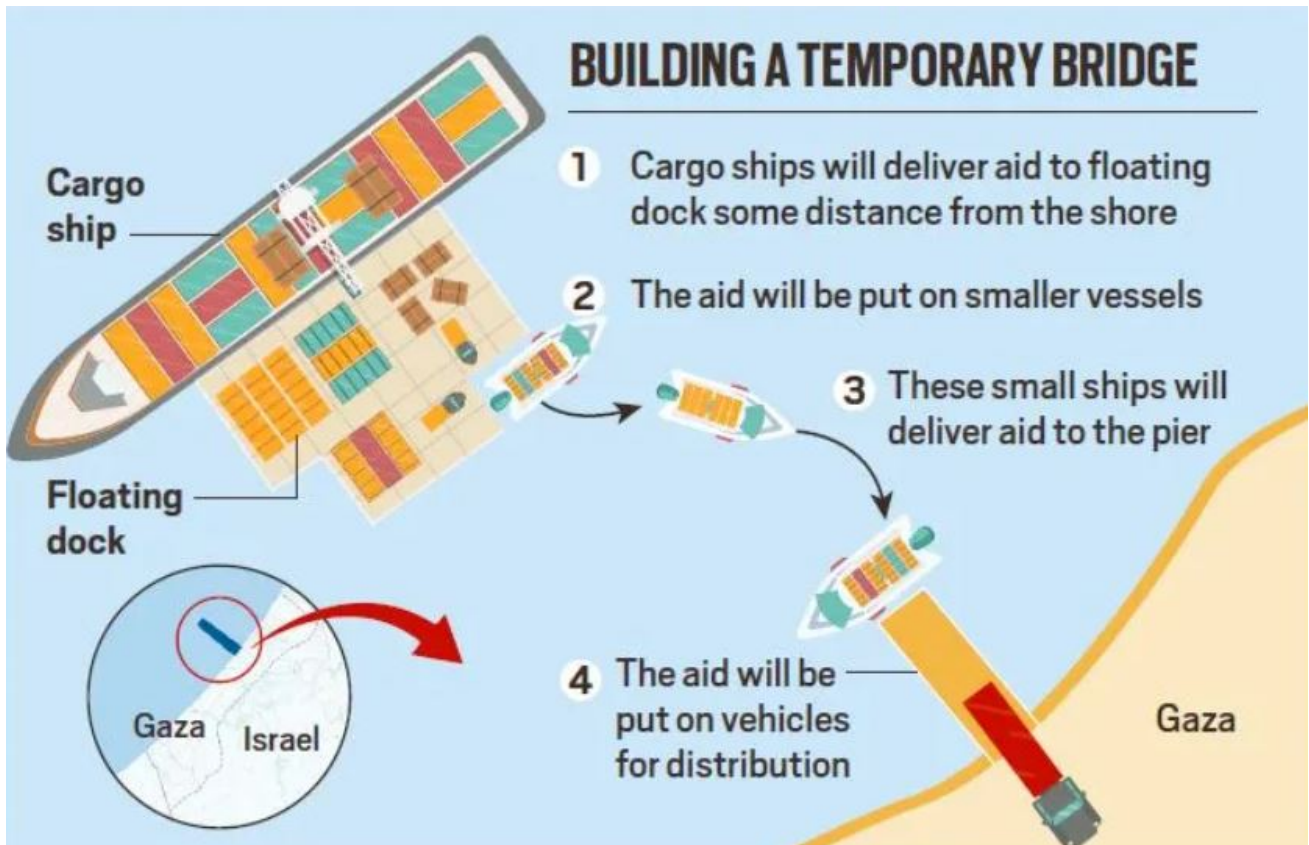 BUILDING A TEMPORARY BRIDGE
Cargo
ship
1 Cargo ships will deliver aid to floating
dock some distance from the shore
2 The aid will be put on smaller vessels
3 These small ships will
deliver aid to the pier
Floating
dock
Gaza
Israel
4 The aid will be
put on vehicles
for distribution
Gaza